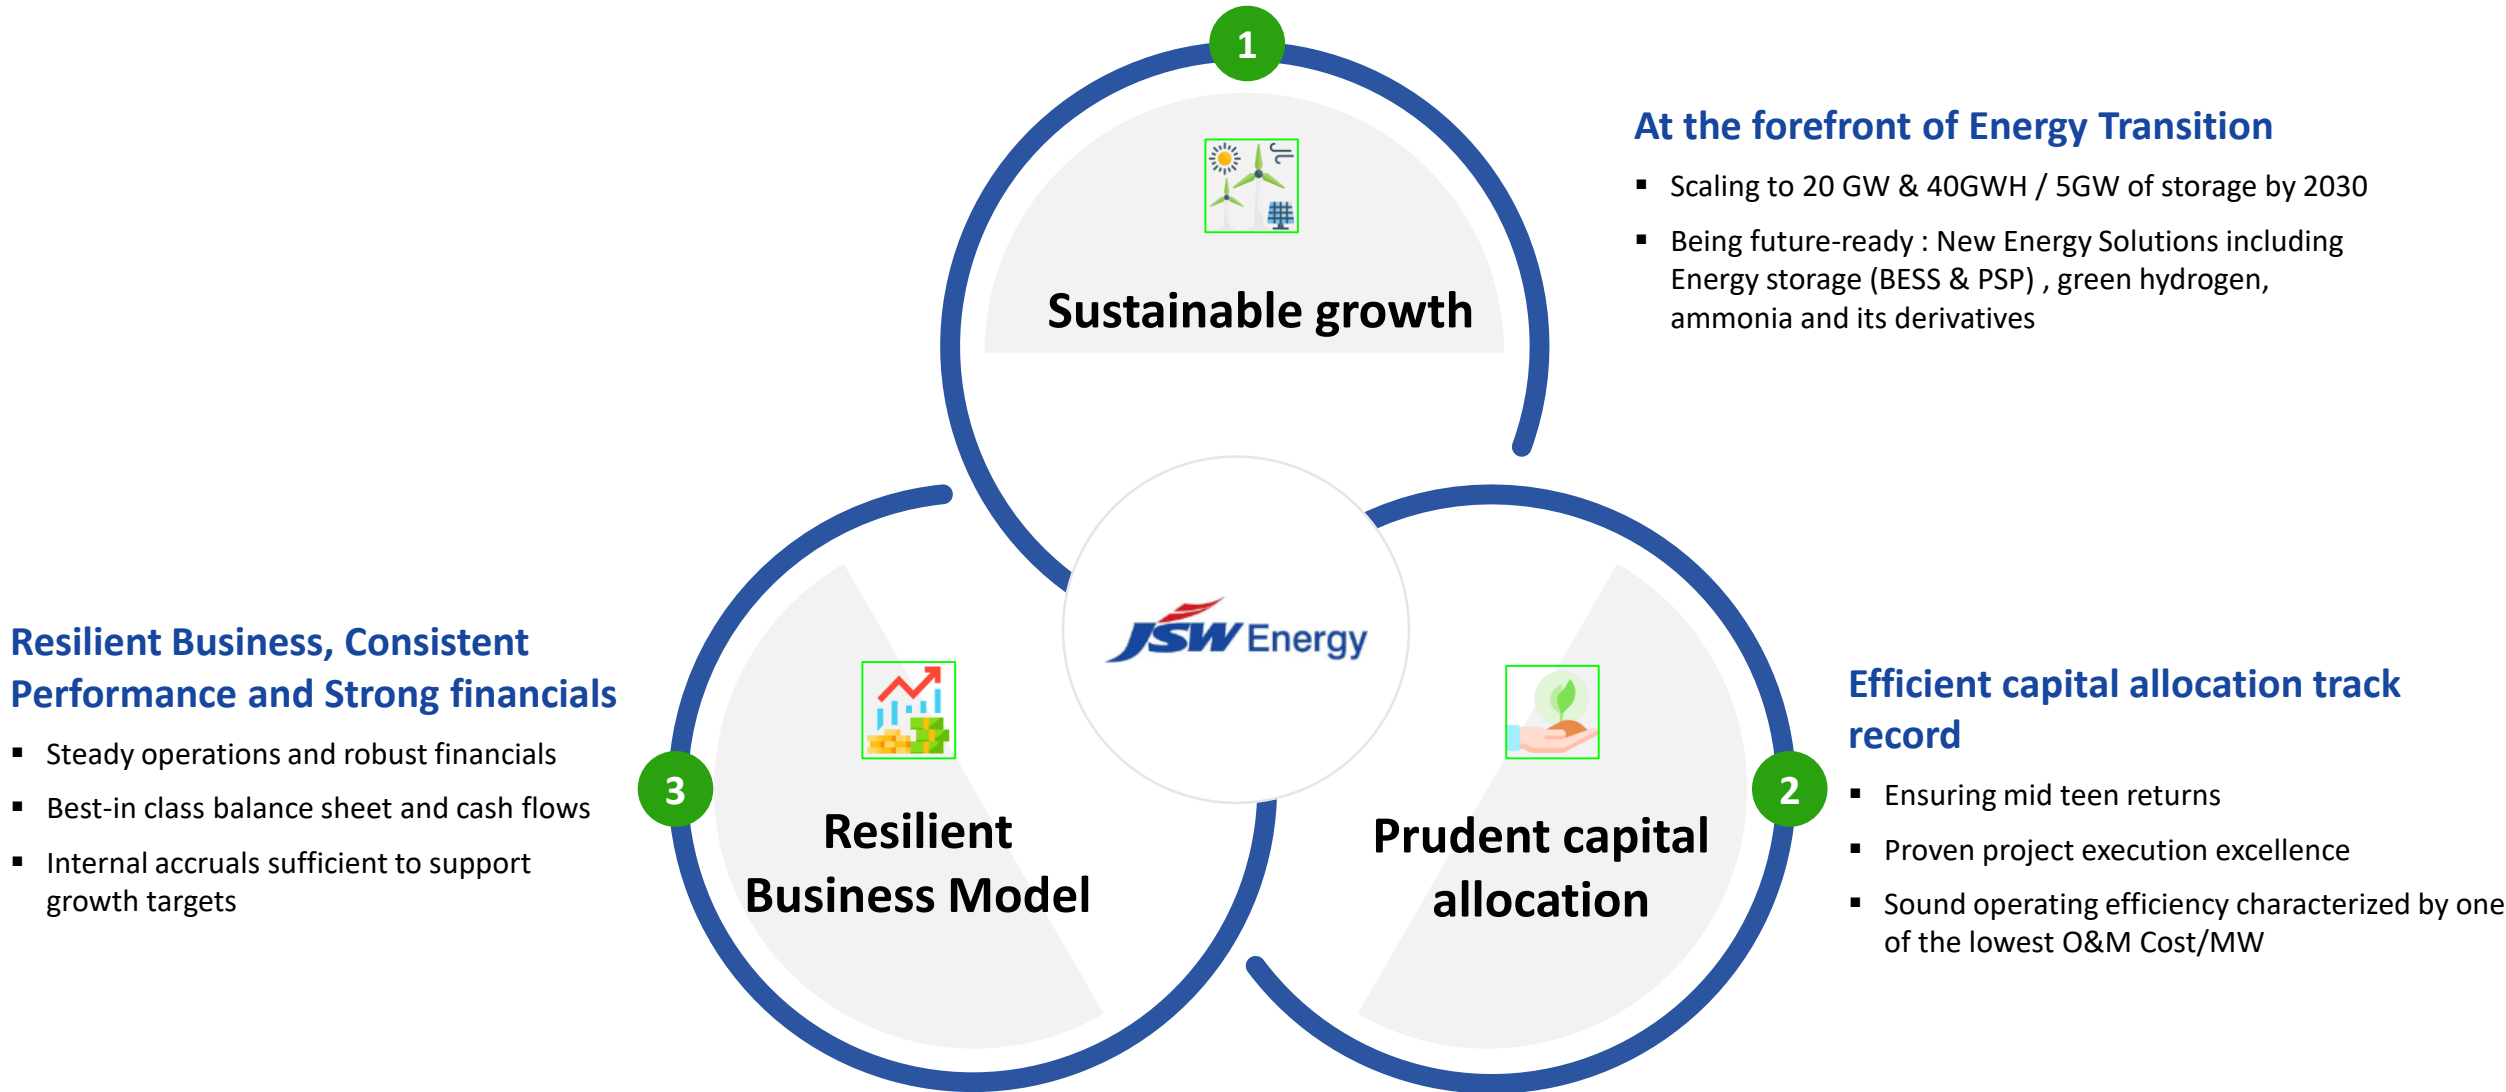 1
Sustainable growth
At the forefront of Energy Transition
▪ Scaling to 20 GW & 40GWH / 5GW of storage by 2030
▪ Being future-ready : New Energy Solutions including
Energy storage (BESS & PSP) , green hydrogen,
ammonia and its derivatives
JSW Energy
2
Prudent capital
allocation
Efficient capital allocation track
record
▪ Ensuring mid teen returns
▪ Proven project execution excellence
▪ Sound operating efficiency characterized by one
of the lowest O&M Cost/MW
3
Resilient
Business Model
Resilient Business, Consistent
Performance and Strong financials
▪ Steady operations and robust financials
▪ Best-in class balance sheet and cash flows
▪ Internal accruals sufficient to support
growth targets